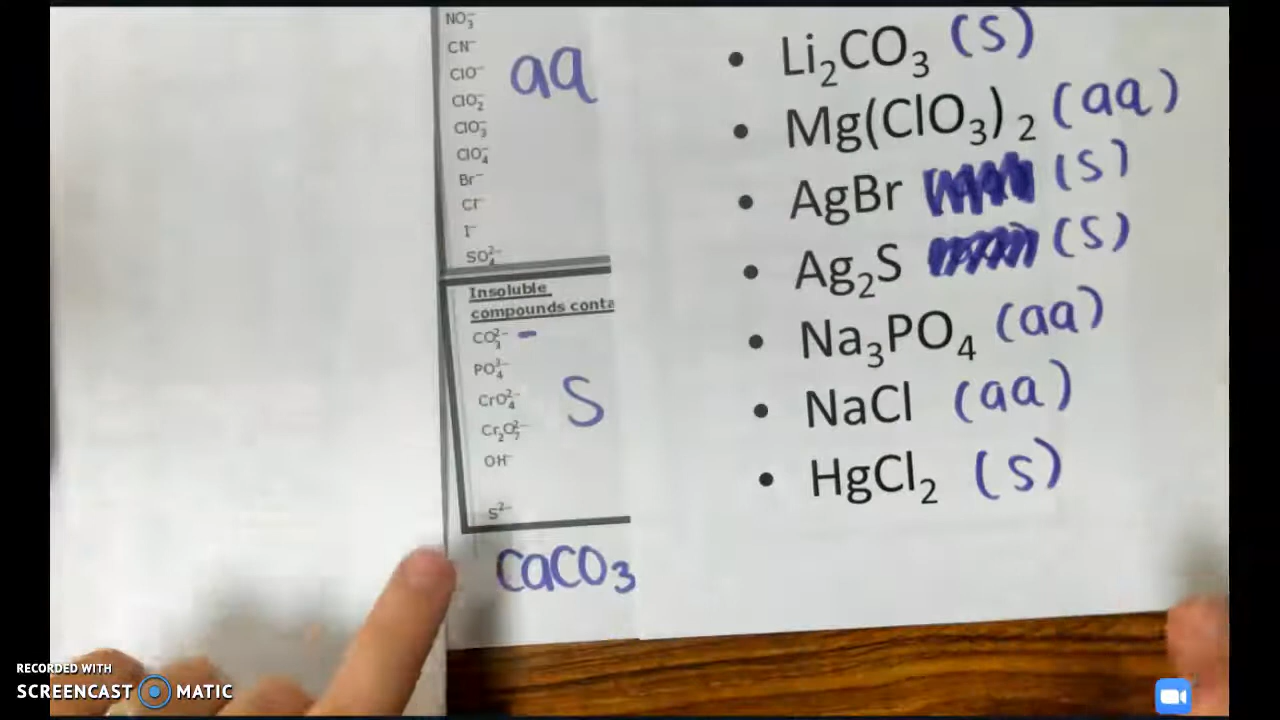 NO₃⁻
CN⁻
ClO⁻ aq
ClO₂⁻
ClO₃⁻
ClO₄⁻
Br⁻
Cl⁻
I⁻
SO₄²⁻
Insoluble
compounds conta
CO₃²⁻ -
PO₄³⁻
CrO₄²⁻ S
Cr₂O₇²⁻
OH⁻
S²⁻
CaCO₃
• Li₂CO₃ (s)
• Mg(ClO₃)₂ (aq)
• AgBr (s)
• Ag₂S (s)
• Na₃PO₄ (aq)
• NaCl (aq)
• HgCl₂ (s)
RECORDED WITH
SCREENCAST MATIC